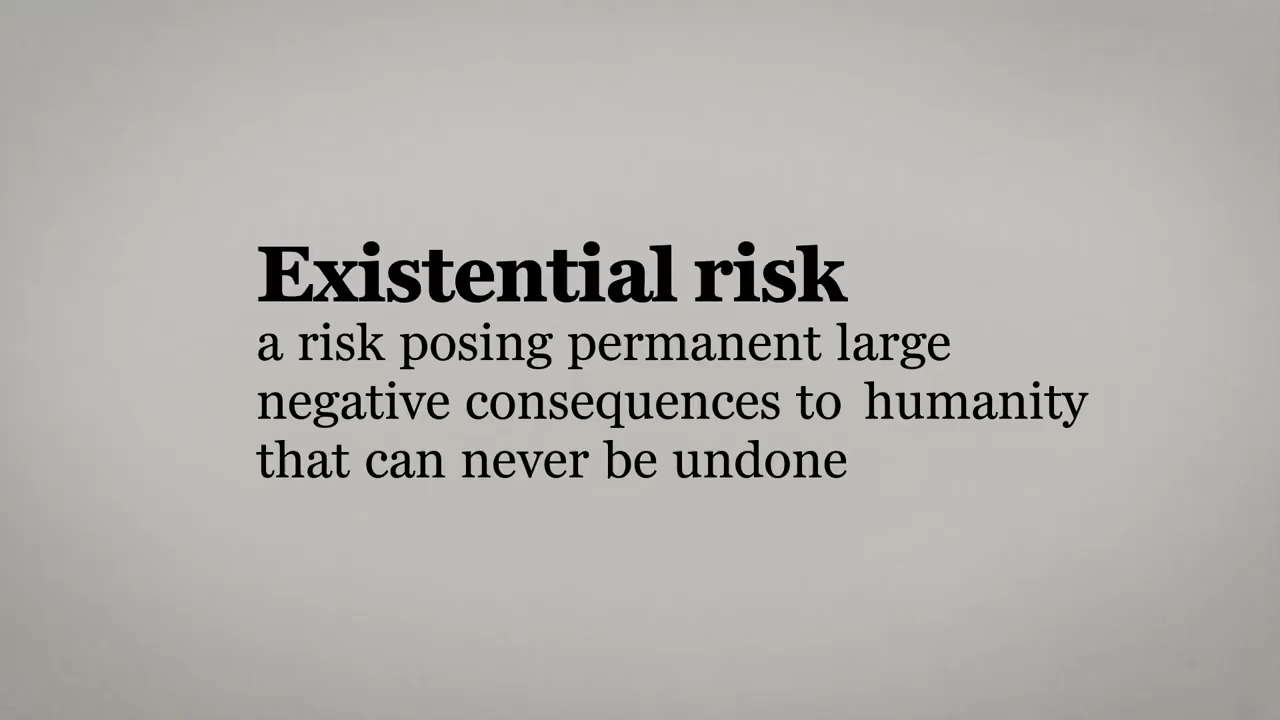 Existential risk
a risk posing permanent large
negative consequences to humanity
that can never be undone